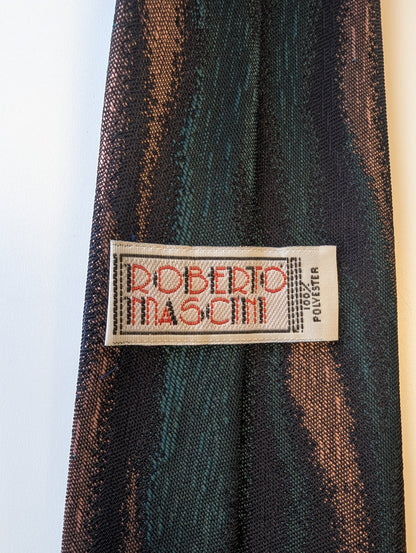 ROBERTO
MASCINI
100%
POLYESTER